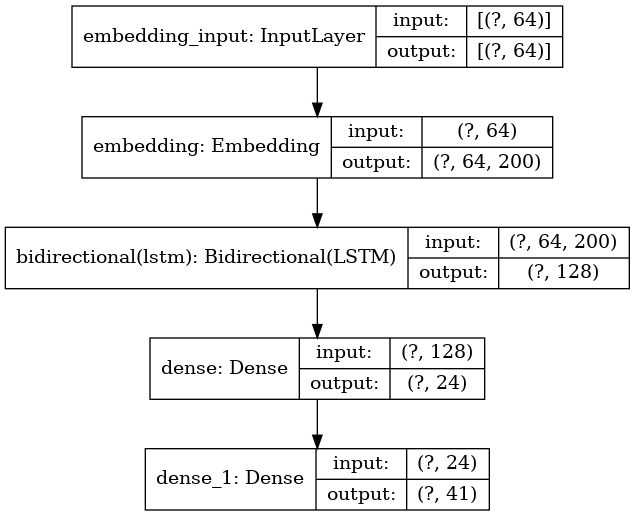 embedding_input: InputLayer
input:
[(?, 64)]
output:
[(?, 64)]
embedding: Embedding
input:
(?, 64)
output:
(?, 64, 200)
bidirectional(lstm): Bidirectional(LSTM)
input:
(?, 64, 200)
output:
(?, 128)
dense: Dense
input:
(?, 128)
output:
(?, 24)
dense_1: Dense
input:
(?, 24)
output:
(?, 41)